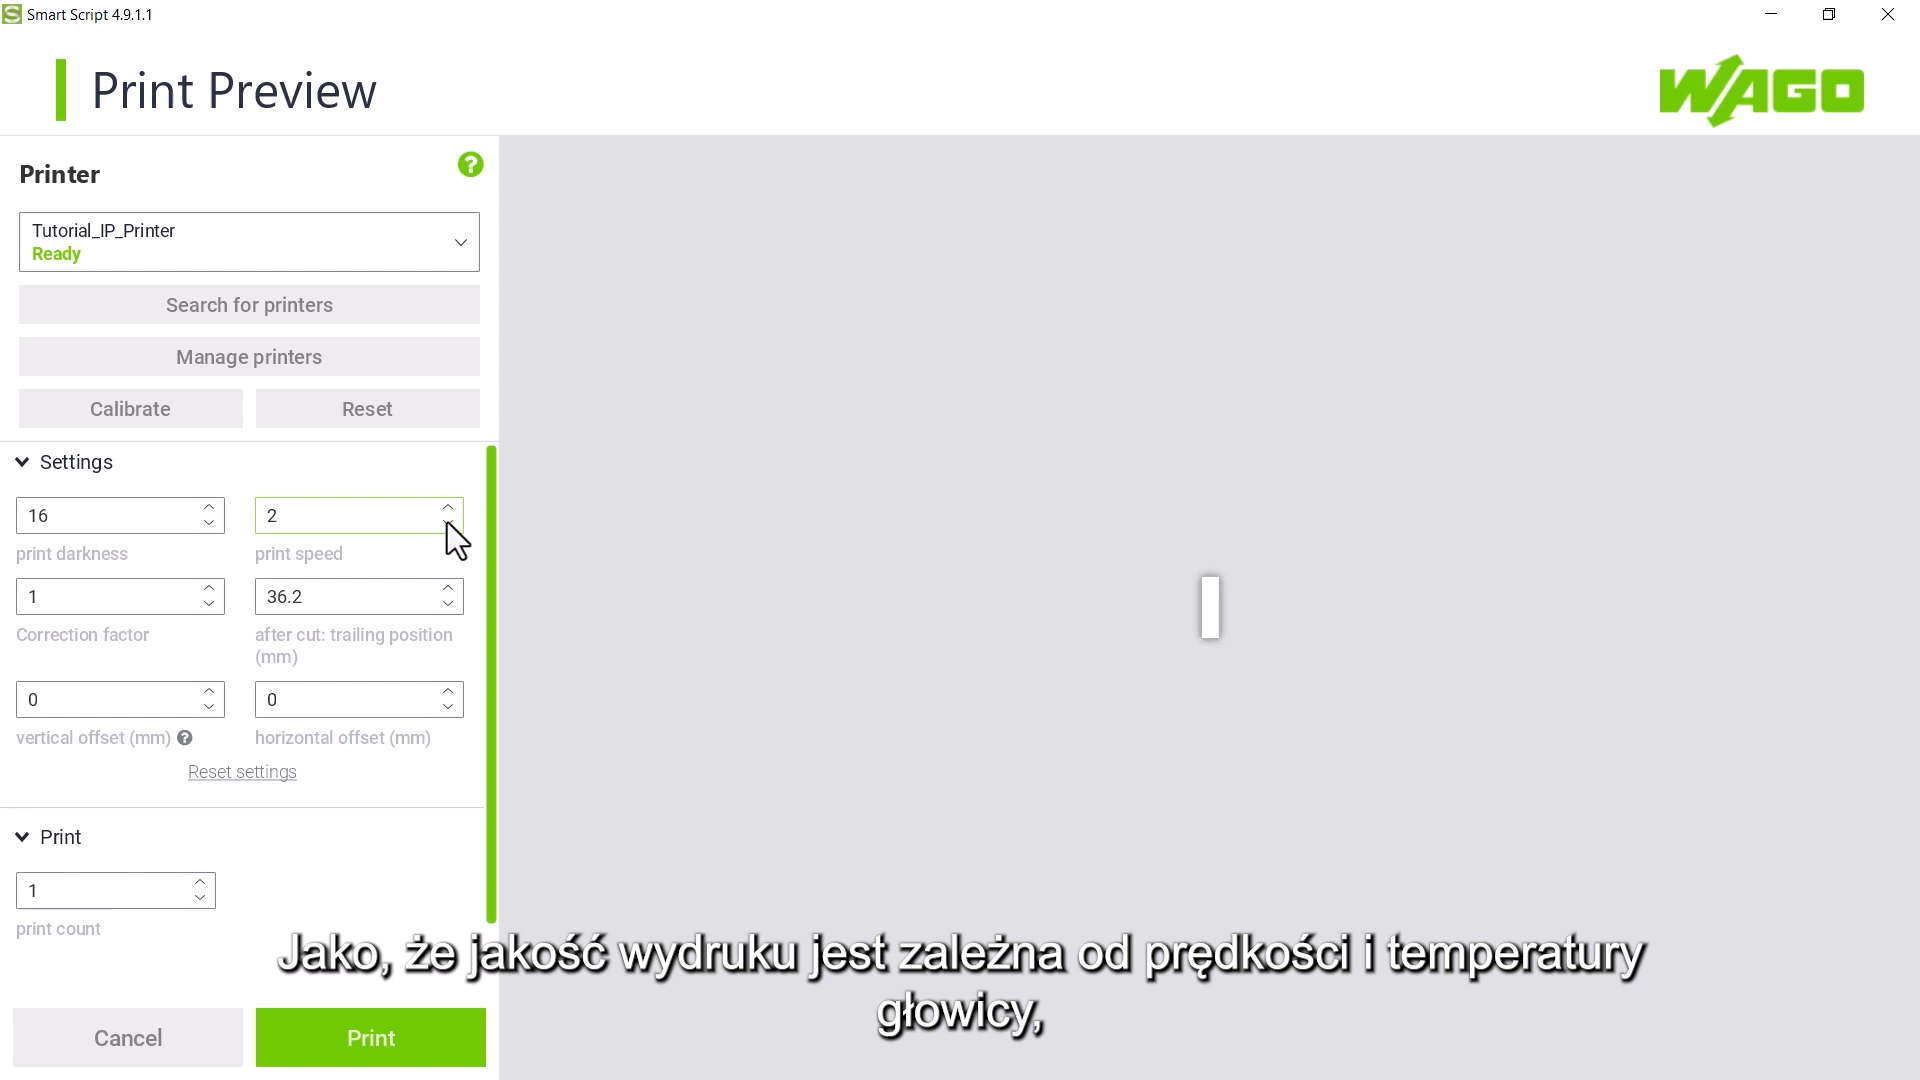 Smart Script 4.9.1.1
Print Preview
WAGO
Printer
?
Tutorial_IP_Printer
Ready
Search for printers
Manage printers
Calibrate
Reset
Settings
16
2
print darkness
print speed
1
36.2
Correction factor
after cut: trailing position
(mm)
0
0
vertical offset (mm) ?
horizontal offset (mm)
Reset settings
Print
1
print count
Jako, że jakość wydruku jest zależna od prędkości i temperatury
głowicy,
Cancel
Print